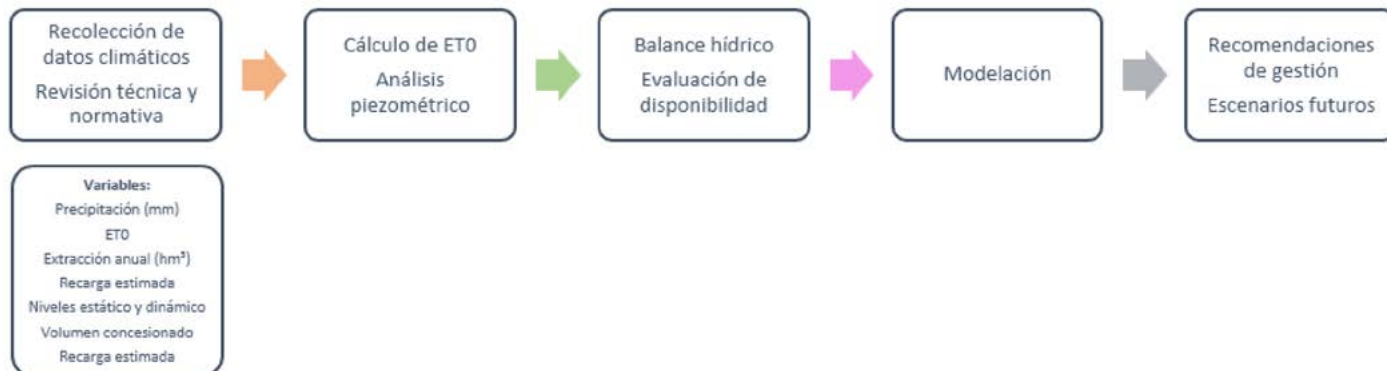 Recolección de
datos climáticos
Revisión técnica y
normativa
Cálculo de ET0
Análisis
piezométrico
Balance hídrico
Evaluación de
disponibilidad
Modelación
Recomendaciones
de gestión
Escenarios futuros
Variables:
Precipitación (mm)
ET0
Extracción anual (hm³)
Recarga estimada
Niveles estático y dinámico
Volumen concesionado
Recarga estimada